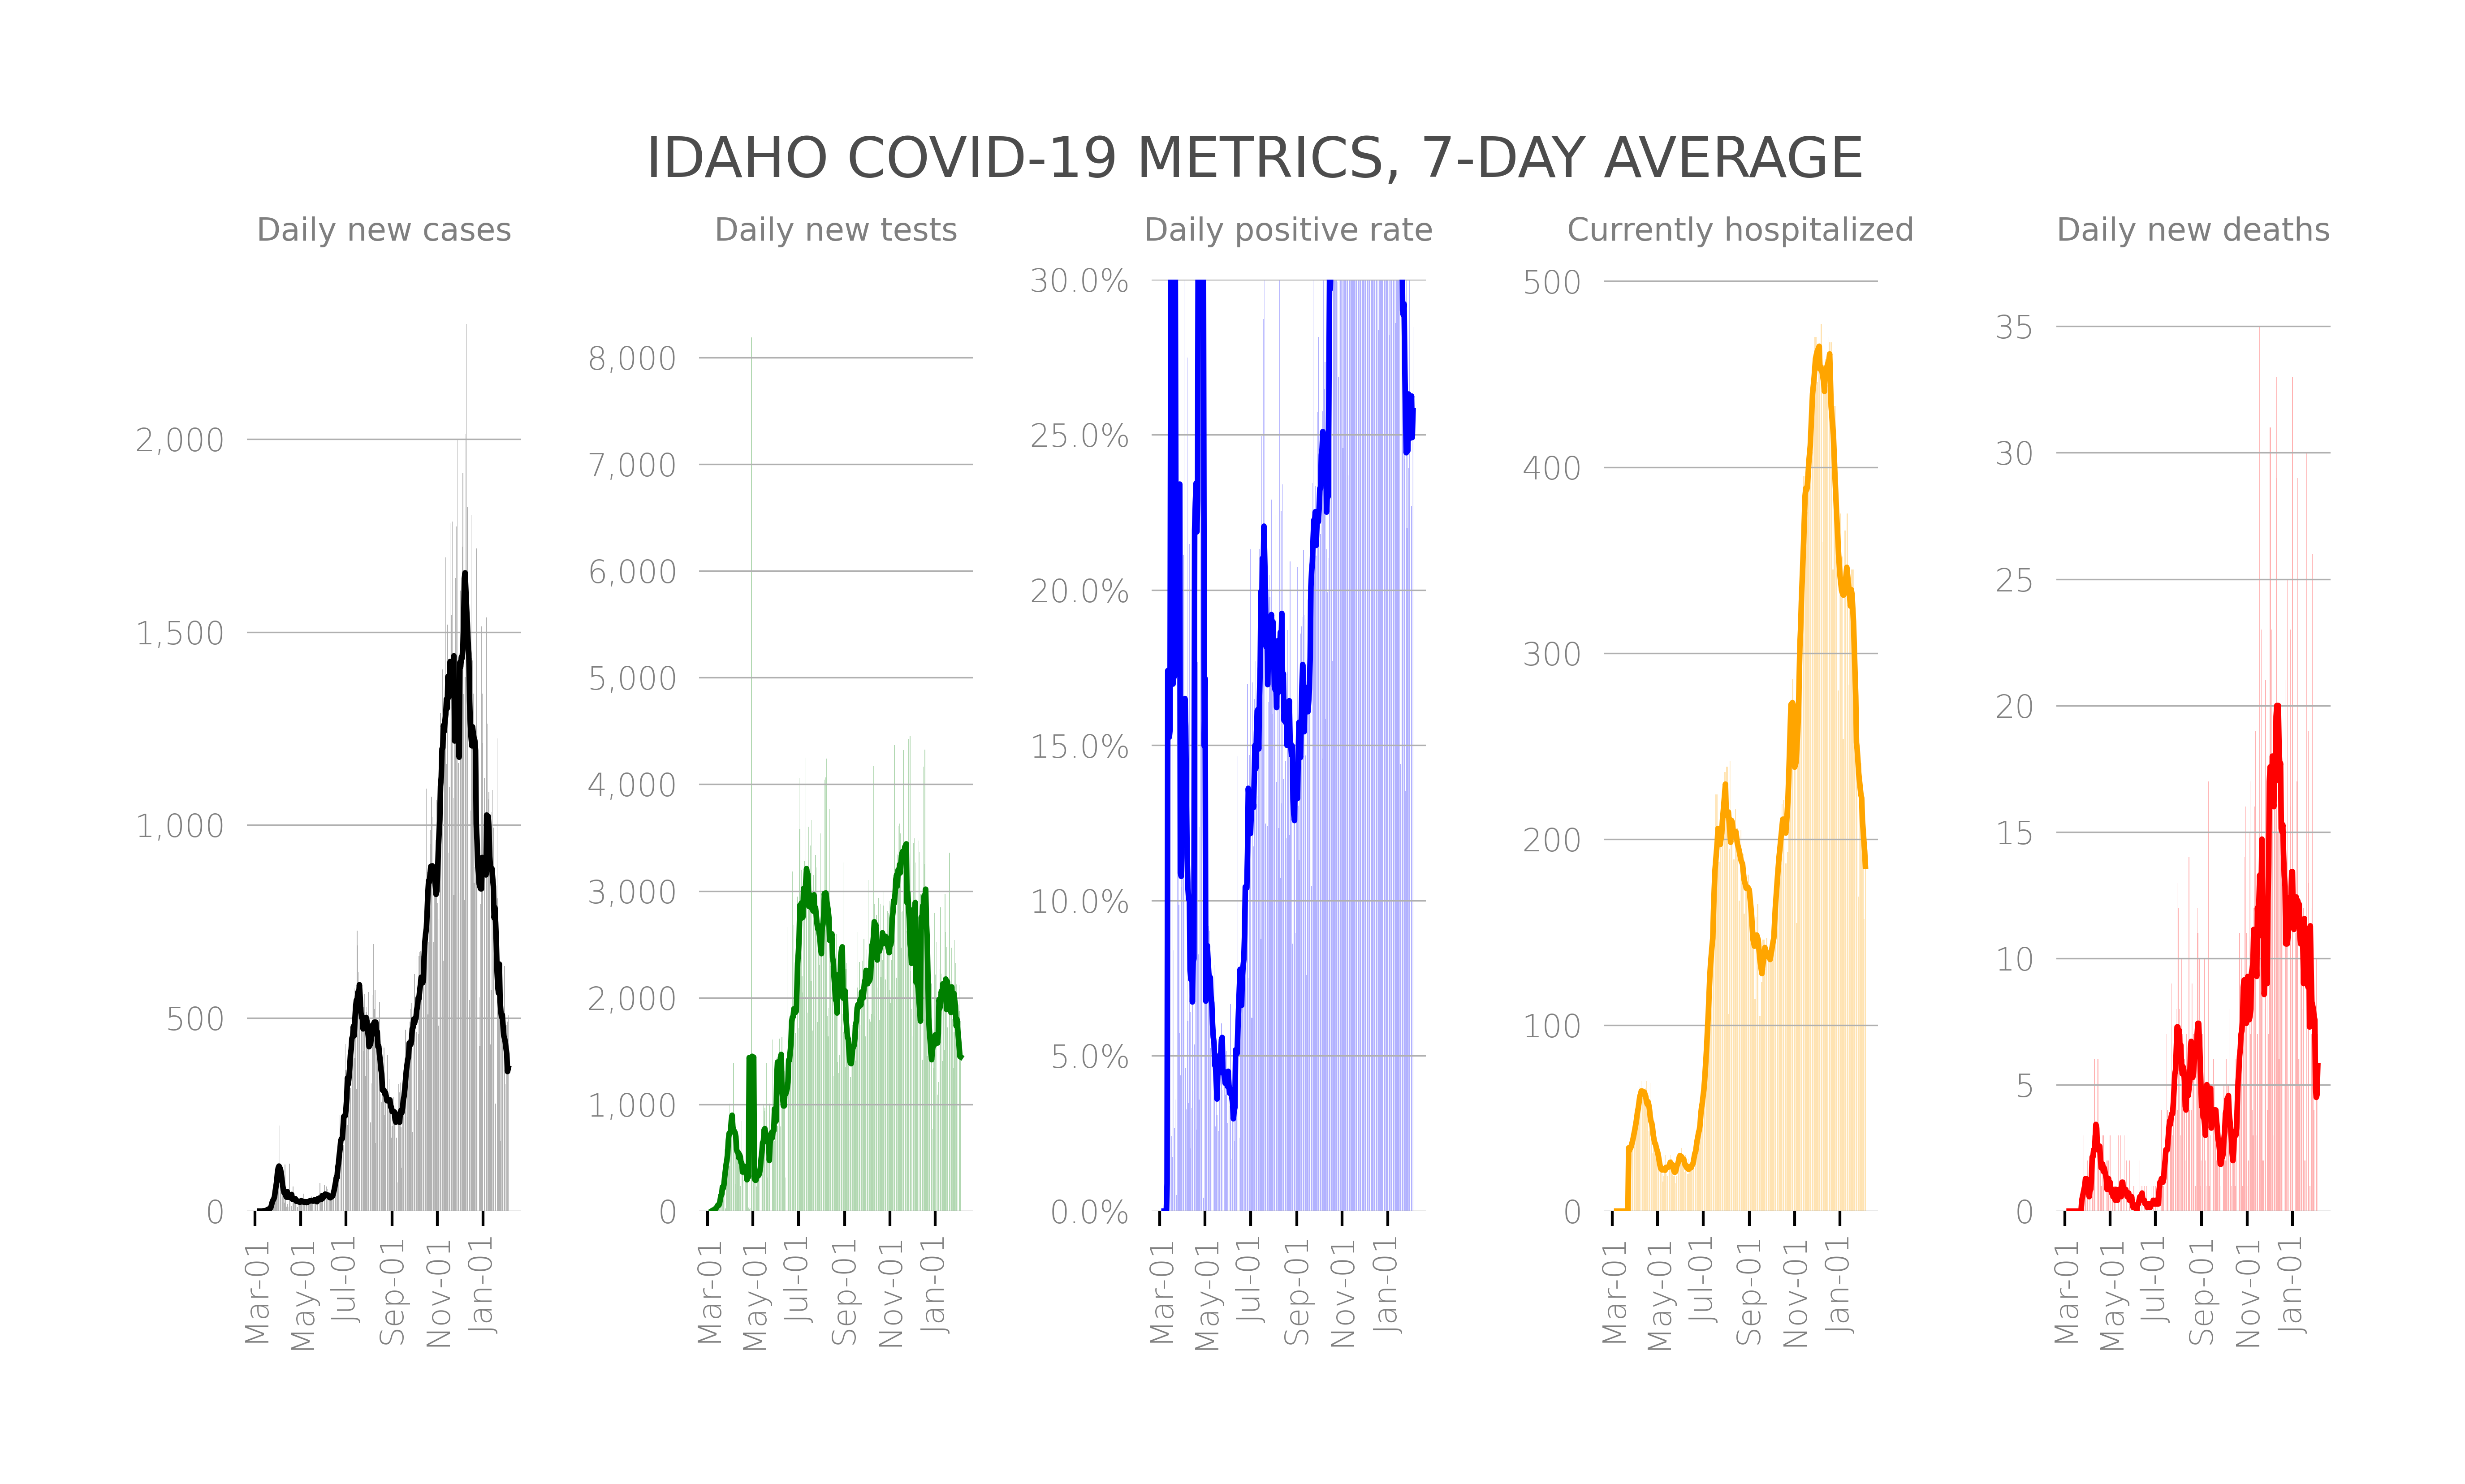 IDAHO COVID-19 METRICS, 7-DAY AVERAGE
Daily new cases
2,000
1,500
1,000
500
0
Mar-01
May-01
Jul-01
Sep-01
Nov-01
Jan-01
Daily new tests
8,000
7,000
6,000
5,000
4,000
3,000
2,000
1,000
0
Mar-01
May-01
Jul-01
Sep-01
Nov-01
Jan-01
Daily positive rate
30.0%
25.0%
20.0%
15.0%
10.0%
5.0%
0.0%
Mar-01
May-01
Jul-01
Sep-01
Nov-01
Jan-01
Currently hospitalized
500
400
300
200
100
0
Mar-01
May-01
Jul-01
Sep-01
Nov-01
Jan-01
Daily new deaths
35
30
25
20
15
10
5
0
Mar-01
May-01
Jul-01
Sep-01
Nov-01
Jan-01